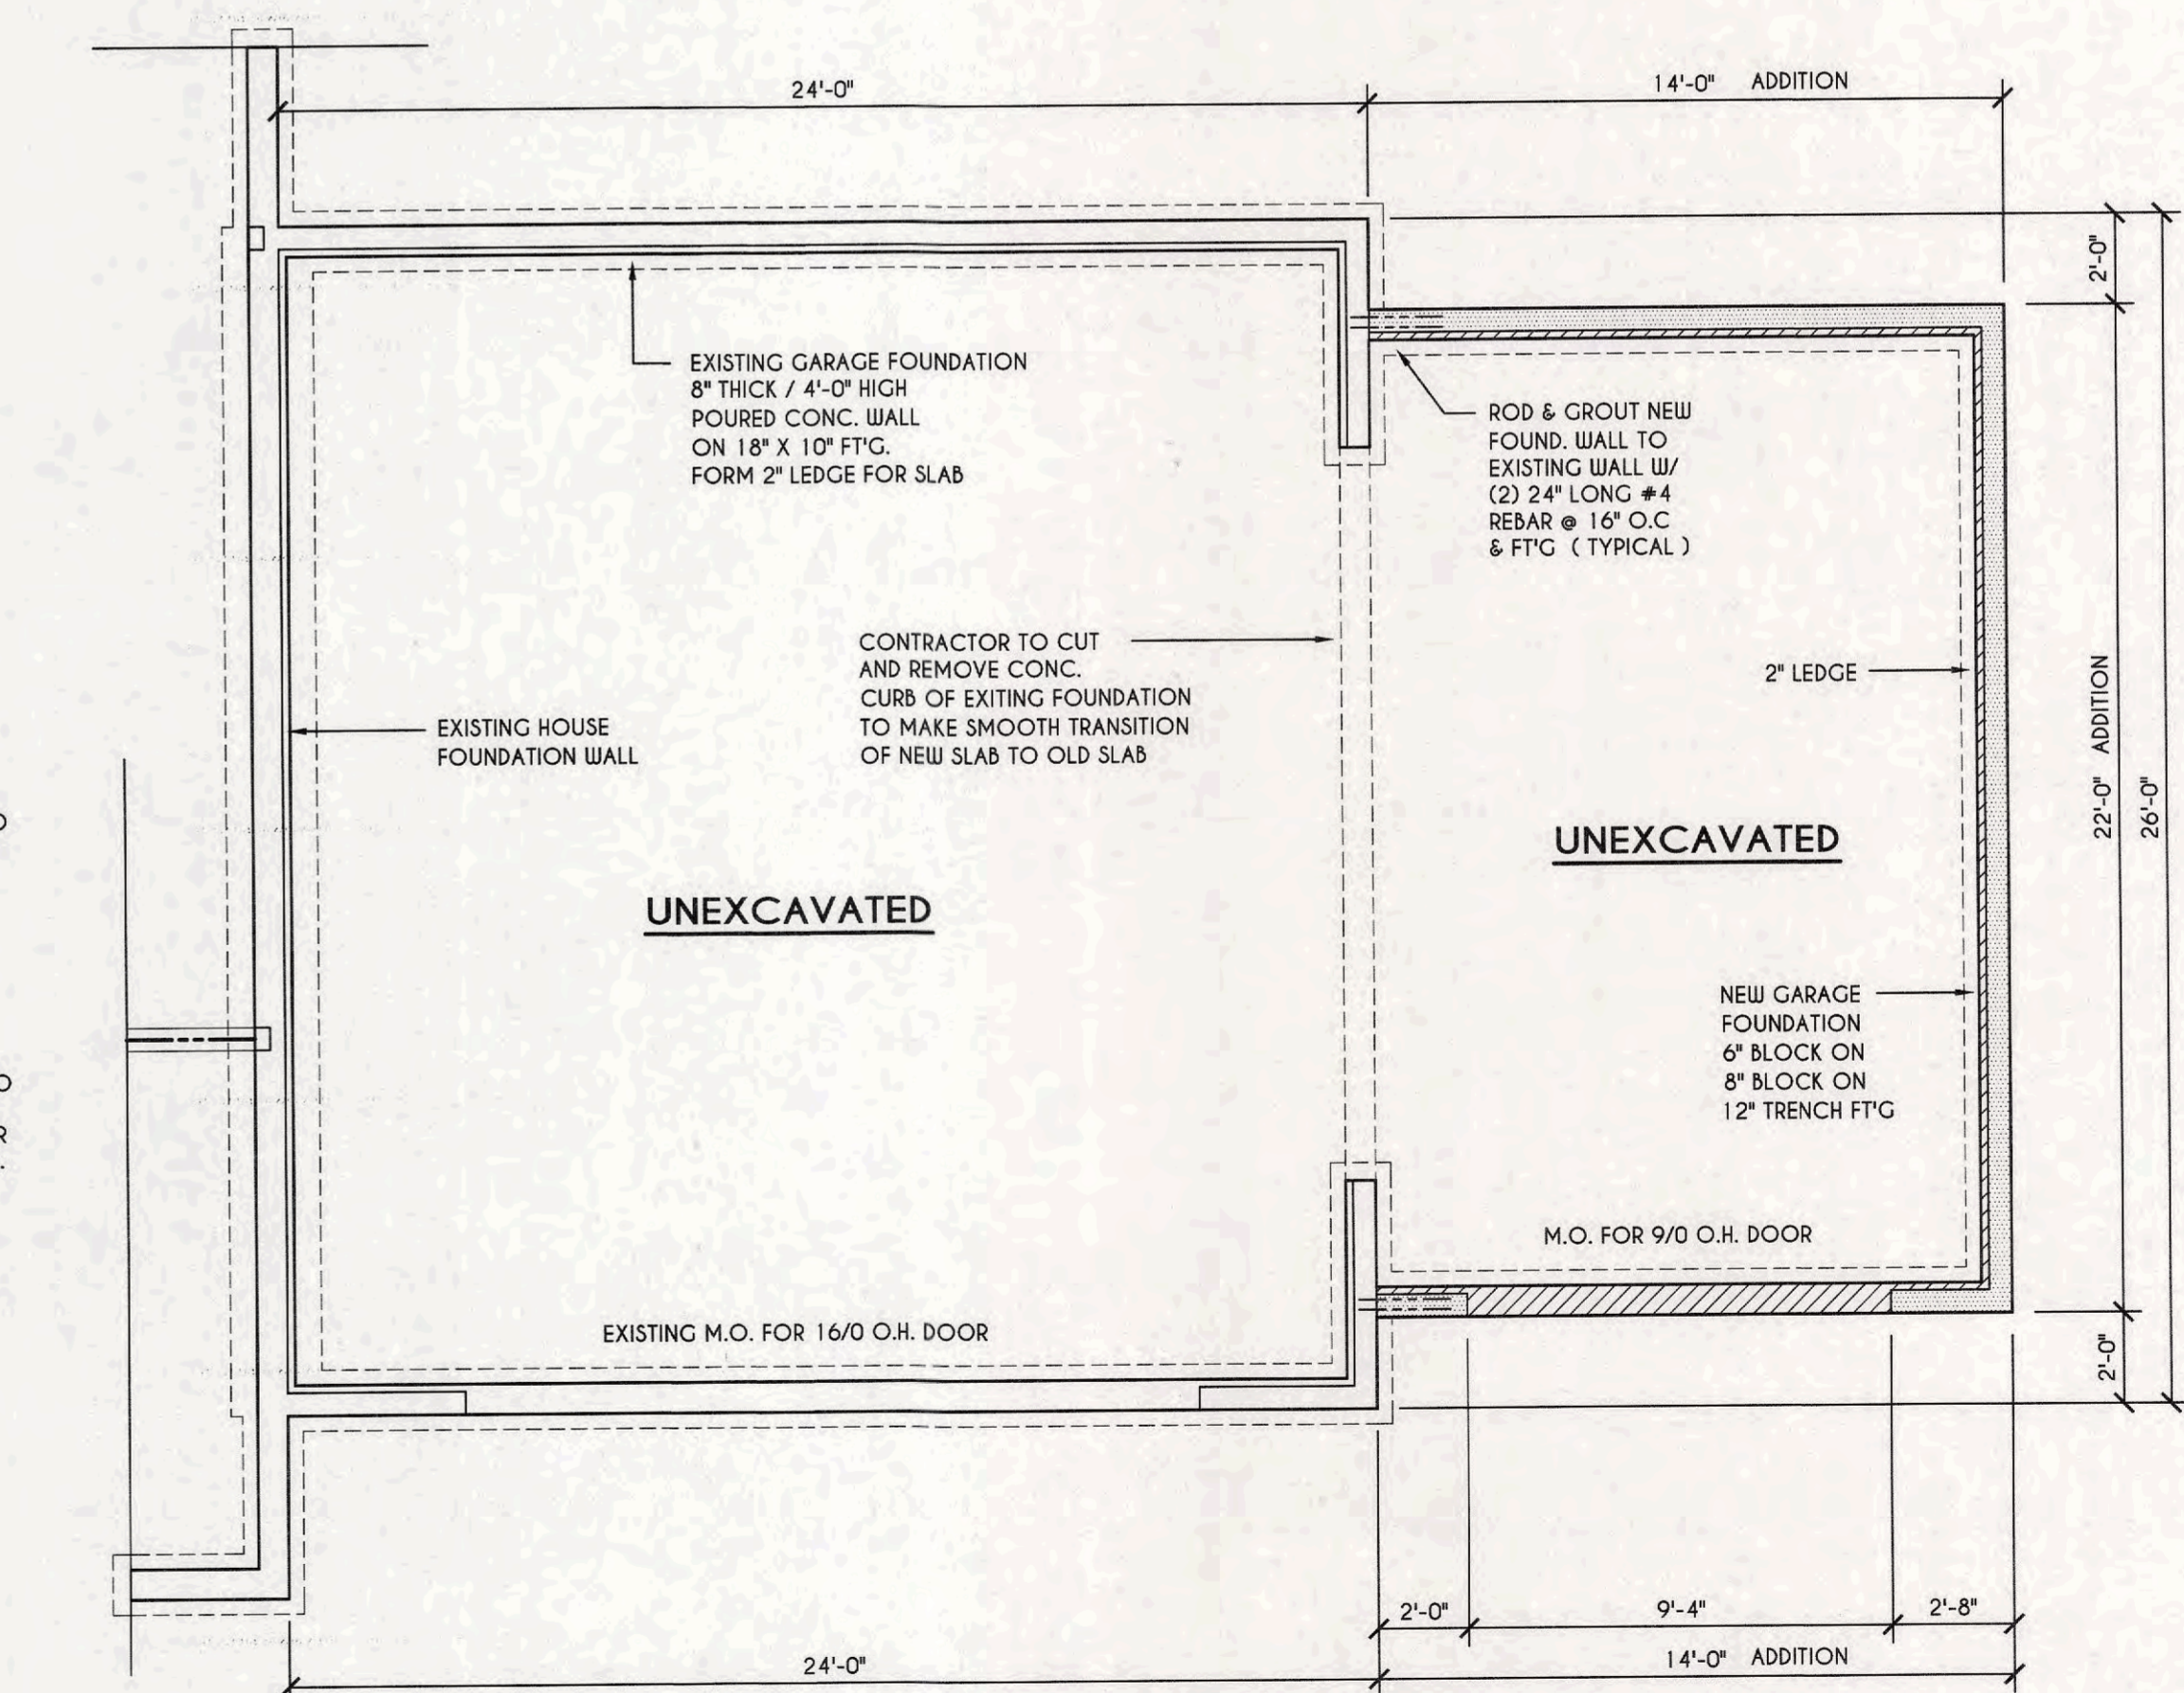 24'-0"
14'-0" ADDITION
2'-0"
EXISTING GARAGE FOUNDATION
8" THICK / 4'-0" HIGH
POURED CONC. WALL
ON 18" X 10" FT'G.
FORM 2" LEDGE FOR SLAB
ROD & GROUT NEW
FOUND. WALL TO
EXISTING WALL W/
(2) 24" LONG #4
REBAR @ 16" O.C
& FT'G ( TYPICAL )
CONTRACTOR TO CUT
AND REMOVE CONC.
CURB OF EXITING FOUNDATION
TO MAKE SMOOTH TRANSITION
OF NEW SLAB TO OLD SLAB
2" LEDGE
EXISTING HOUSE
FOUNDATION WALL
22'-0" ADDITION
26'-0"
UNEXCAVATED
UNEXCAVATED
NEW GARAGE
FOUNDATION
6" BLOCK ON
8" BLOCK ON
12" TRENCH FT'G
M.O. FOR 9/0 O.H. DOOR
EXISTING M.O. FOR 16/0 O.H. DOOR
2'-0"
2'-0"
9'-4"
2'-8"
24'-0"
14'-0" ADDITION